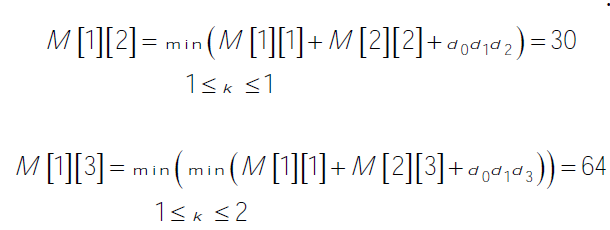 .
M [1][2] = min (M [1][1] + M [2][2] + d₀d₁d₂) = 30
1 ≤ κ ≤ 1
M [1][3] = min ( min (M [1][1] + M [2][3] + d₀d₁d₃)) = 64
1 ≤ κ ≤ 2